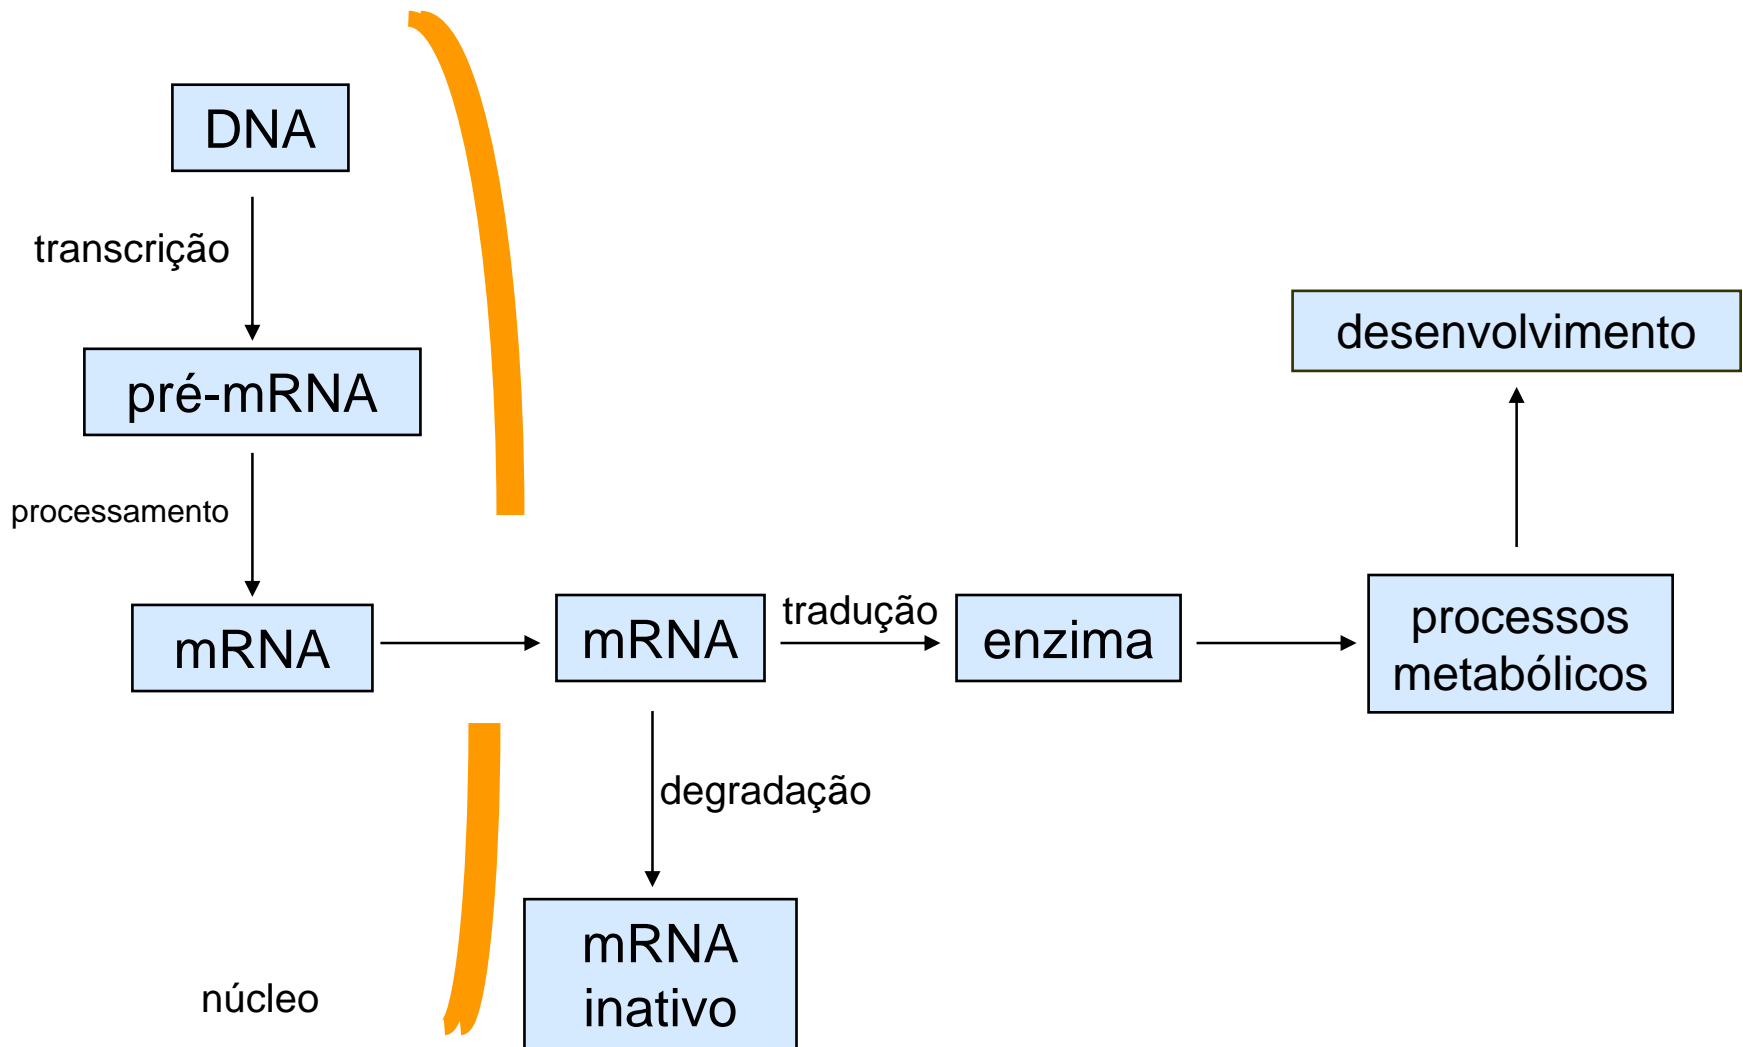 DNA
transcrição
pré-mRNA
processamento
mRNA
mRNA
tradução
enzima
processos
metabólicos
desenvolvimento
degradação
mRNA
inativo
núcleo